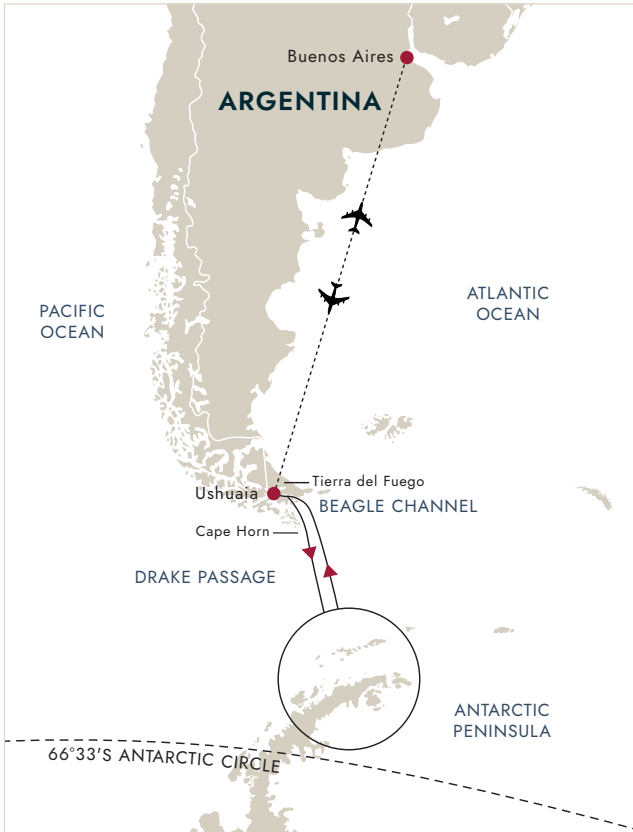 Buenos Aires
ARGENTINA
PACIFIC
OCEAN
ATLANTIC
OCEAN
Tierra del Fuego
Ushuaia
BEAGLE CHANNEL
Cape Horn
DRAKE PASSAGE
ANTARCTIC
PENINSULA
66°33'S ANTARCTIC CIRCLE